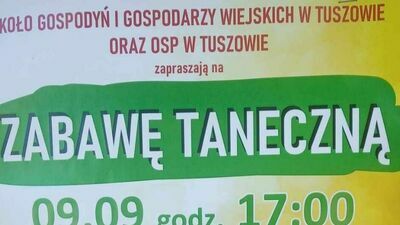 KOŁO GOSPODYŃ I GOSPODARZY WIEJSKICH W TUSZOWIE
ORAZ OSP W TUSZOWIE
zapraszają na
ZABAWĘ TANECZNĄ
09.09 godz. 17:00